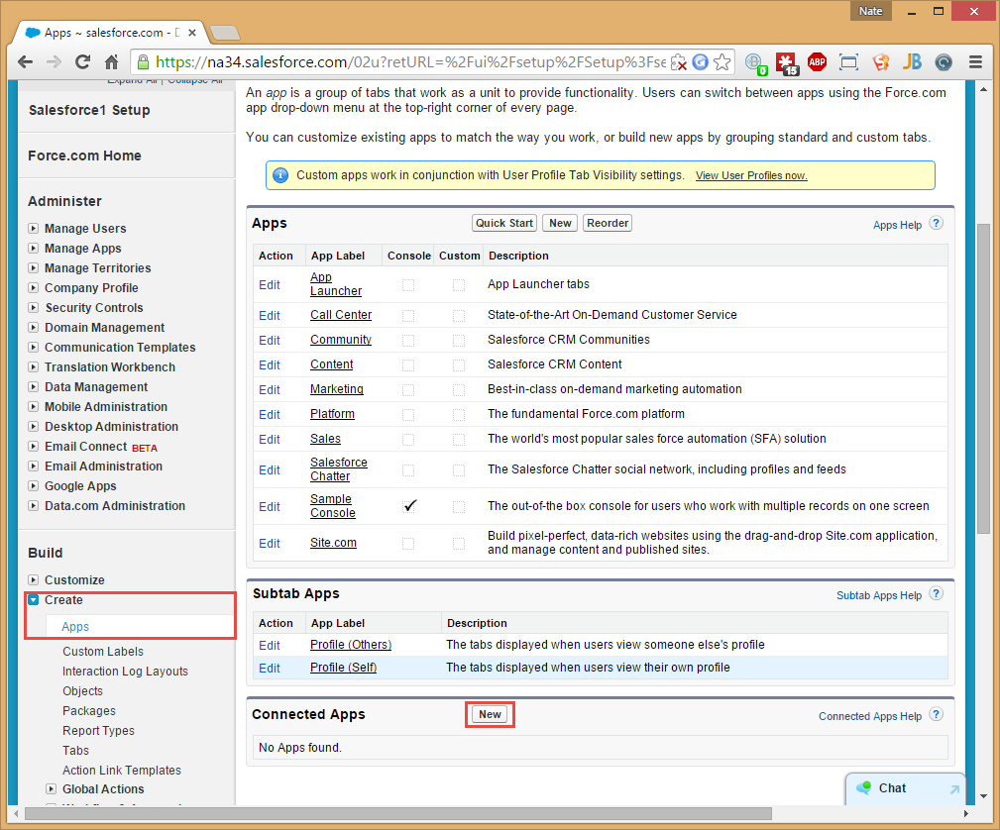 Nate
Apps ~ salesforce.com - D
https://na34.salesforce.com/02u?retURL=%2Fui%2Fsetup%2FSetup%3Fse
0
15
ABP
JB
Expand All | Collapse All
Salesforce1 Setup
Force.com Home
Administer
Manage Users
Manage Apps
Manage Territories
Company Profile
Security Controls
Domain Management
Communication Templates
Translation Workbench
Data Management
Mobile Administration
Desktop Administration
Email Connect BETA
Email Administration
Google Apps
Data.com Administration
Build
Customize
Create
Apps
Custom Labels
Interaction Log Layouts
Objects
Packages
Report Types
Tabs
Action Link Templates
Global Actions
An app is a group of tabs that work as a unit to provide functionality. Users can switch between apps using the Force.com
app drop-down menu at the top-right corner of every page.
You can customize existing apps to match the way you work, or build new apps by grouping standard and custom tabs.
Custom apps work in conjunction with User Profile Tab Visibility settings. View User Profiles now.
Apps Quick Start New Reorder Apps Help ?
Action App Label Console Custom Description
Edit App Launcher App Launcher tabs
Edit Call Center State-of-the-Art On-Demand Customer Service
Edit Community Salesforce CRM Communities
Edit Content Salesforce CRM Content
Edit Marketing Best-in-class on-demand marketing automation
Edit Platform The fundamental Force.com platform
Edit Sales The world's most popular sales force automation (SFA) solution
Edit Salesforce Chatter The Salesforce Chatter social network, including profiles and feeds
Edit Sample Console The out-of-the box console for users who work with multiple records on one screen
Edit Site.com Build pixel-perfect, data-rich websites using the drag-and-drop Site.com application,
and manage content and published sites.
Subtab Apps Subtab Apps Help ?
Action App Label Description
Edit Profile (Others) The tabs displayed when users view someone else's profile
Edit Profile (Self) The tabs displayed when users view their own profile
Connected Apps New Connected Apps Help ?
No Apps found.
Chat